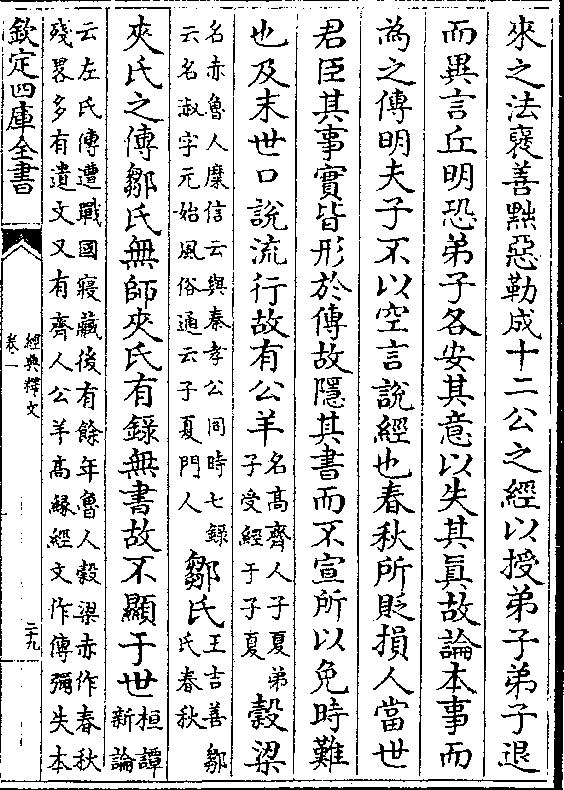 來之法襃善黜惡勒成十二公之經以授弟子弟子退
而異言丘明恐弟子各安其意以失其眞故論本事而
為之傳明夫子不以空言說經也春秋所貶損人當世
君臣其事實皆形於傳故隱其書而不宣所以免時難
也及末世口說流行故有公羊名髙齊人子夏弟子受經于子夏穀梁
名赤魯人糜信云與秦孝公同時七錄云名淑字元始風俗通云子夏門人鄒氏王吉善鄒氏春秋
夾氏之傳鄒氏無師夾氏有錄無書故不顯于世桓譚新論
云左氏傳遭戰國寢藏後有餘年魯人穀梁赤作春秋
殘畧多有遺文又有齊人公羊髙緣經文作傳彌失本
欽定四庫全書
經典釋文
卷一
二十九